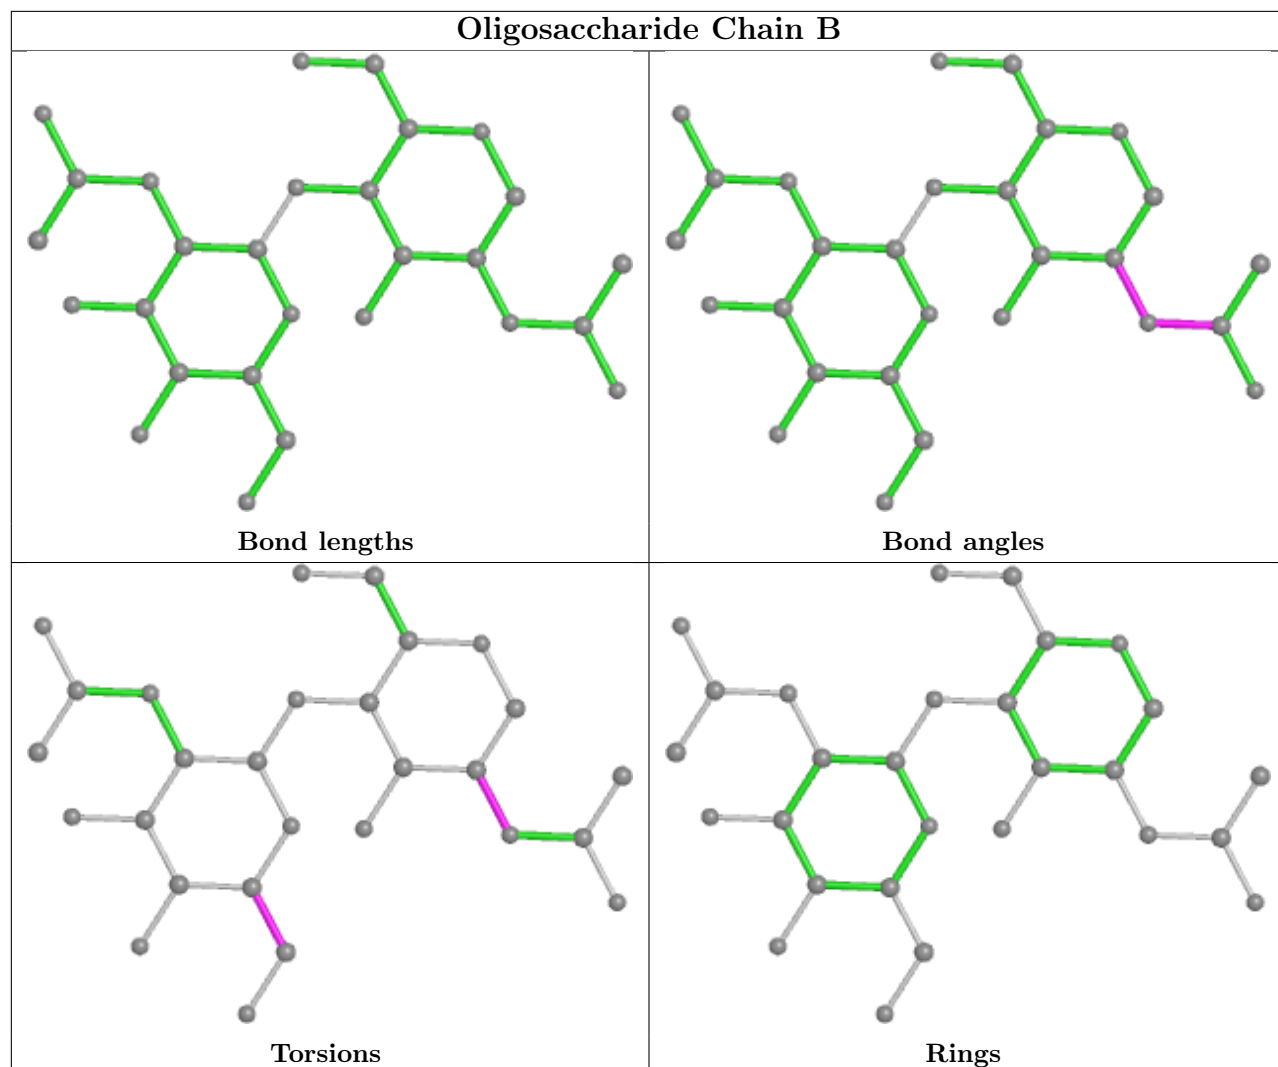 Oligosaccharide Chain B
Bond lengths
Bond angles
Torsions
Rings